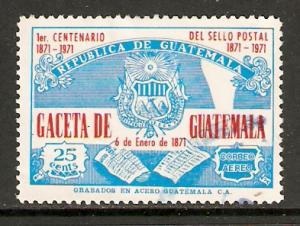 1er. CENTENARIO DEL SELLO POSTAL
1871-1971 1871-1971
REPUBLICA DE GUATEMALA
GACETA DE GUATEMALA
6 de Enero de 1871
25 cents
CORREO AEREO
GRABADOS EN ACERO GUATEMALA C.A.